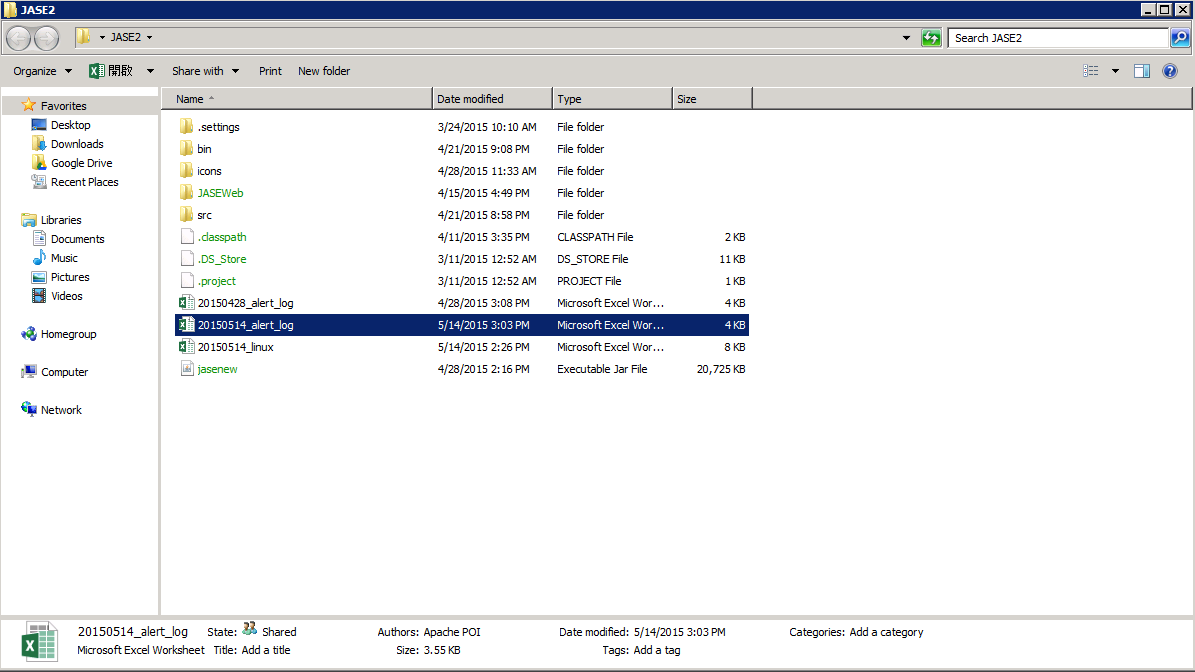 JASE2
JASE2
Search JASE2
Organize 開啟 Share with Print New folder
Favorites
Desktop
Downloads
Google Drive
Recent Places
Libraries
Documents
Music
Pictures
Videos
Homegroup
Computer
Network
Name Date modified Type Size
.settings 3/24/2015 10:10 AM File folder
bin 4/21/2015 9:08 PM File folder
icons 4/28/2015 11:33 AM File folder
JASEWeb 4/15/2015 4:49 PM File folder
src 4/21/2015 8:58 PM File folder
.classpath 4/11/2015 3:35 PM CLASSPATH File 2 KB
.DS_Store 3/11/2015 12:52 AM DS_STORE File 11 KB
.project 3/11/2015 12:52 AM PROJECT File 1 KB
20150428_alert_log 4/28/2015 3:08 PM Microsoft Excel Wor... 4 KB
20150514_alert_log 5/14/2015 3:03 PM Microsoft Excel Wor... 4 KB
20150514_linux 5/14/2015 2:26 PM Microsoft Excel Wor... 8 KB
jasenew 4/28/2015 2:16 PM Executable Jar File 20,725 KB
20150514_alert_log State: Shared Authors: Apache POI Date modified: 5/14/2015 3:03 PM Categories: Add a category
Microsoft Excel Worksheet Title: Add a title Size: 3.55 KB Tags: Add a tag